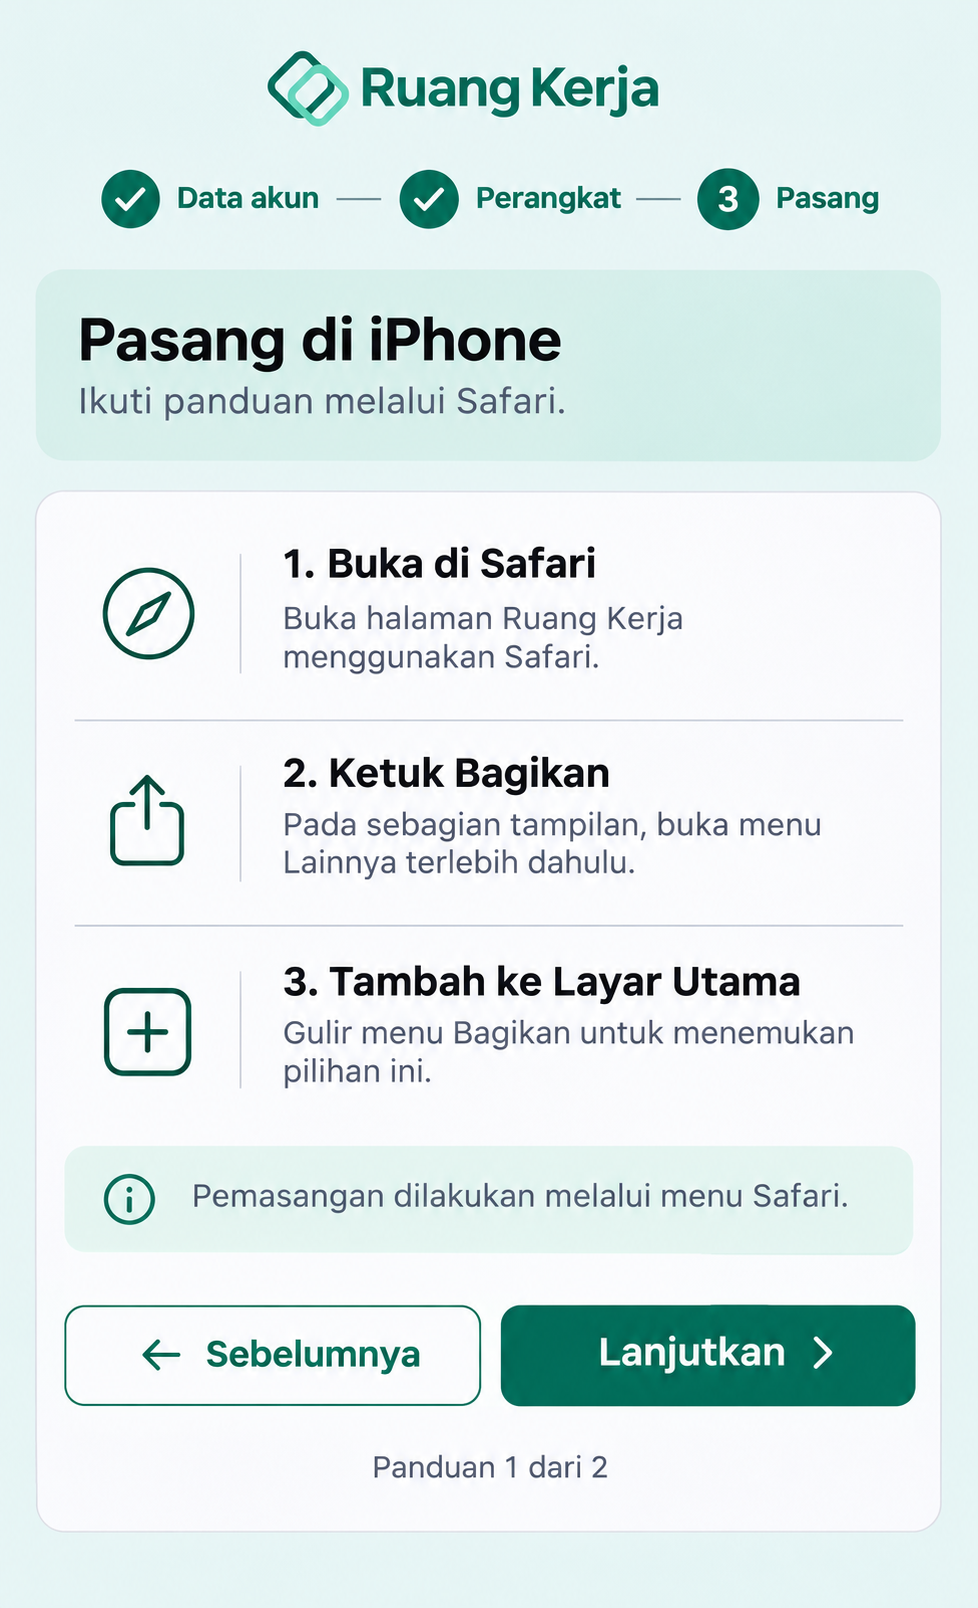 Ruang Kerja
Data akun
Perangkat
3 Pasang
Pasang di iPhone
Ikuti panduan melalui Safari.
1. Buka di Safari
Buka halaman Ruang Kerja
menggunakan Safari.
2. Ketuk Bagikan
Pada sebagian tampilan, buka menu
Lainnya terlebih dahulu.
3. Tambah ke Layar Utama
Gulir menu Bagikan untuk menemukan
pilihan ini.
Pemasangan dilakukan melalui menu Safari.
Sebelumnya
Lanjutkan
Panduan 1 dari 2